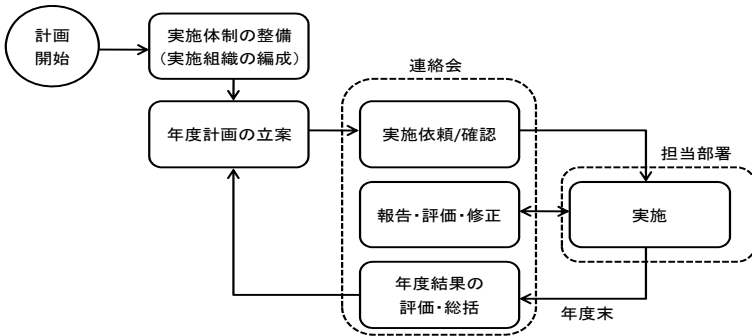 計画
開始
実施体制の整備
(実施組織の編成)
連絡会
年度計画の立案
実施依頼/確認
担当部署
報告・評価・修正
実施
年度結果の
評価・総括
年度末